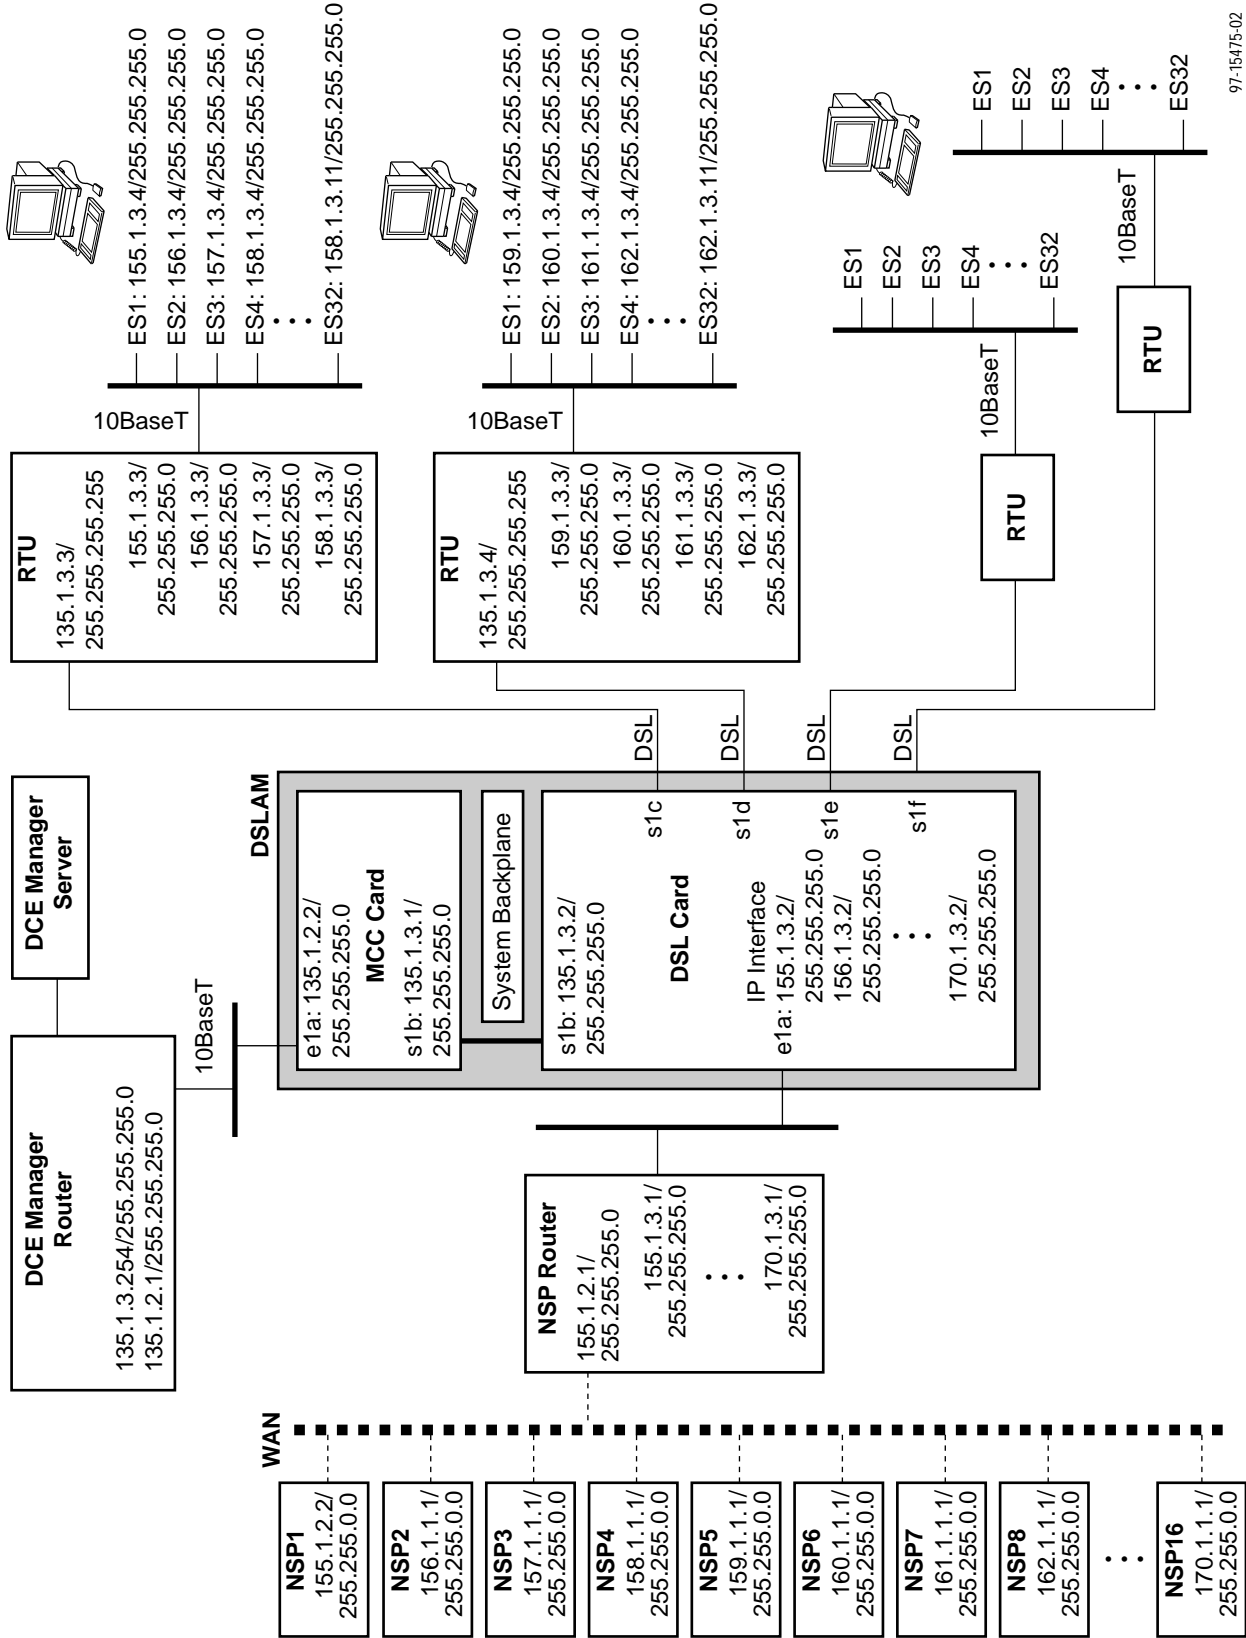 WAN
NSP1
155.1.2.2/
255.255.0.0
NSP2
156.1.1.1/
255.255.0.0
NSP3
157.1.1.1/
255.255.0.0
NSP4
158.1.1.1/
255.255.0.0
NSP5
159.1.1.1/
255.255.0.0
NSP6
160.1.1.1/
255.255.0.0
NSP7
161.1.1.1/
255.255.0.0
NSP8
162.1.1.1/
255.255.0.0
• • •
NSP16
170.1.1.1/
255.255.0.0
DCE Manager
Router
135.1.3.254/255.255.255.0
135.1.2.1/255.255.255.0
DCE Manager
Server
10BaseT
NSP Router
155.1.2.1/
255.255.255.0
155.1.3.1/
255.255.255.0
• • •
170.1.3.1/
255.255.255.0
DSLAM
e1a: 135.1.2.2/
255.255.255.0
MCC Card
s1b: 135.1.3.1/
255.255.255.0
System Backplane
s1b: 135.1.3.2/
255.255.255.0
DSL Card
IP Interface
e1a: 155.1.3.2/
255.255.255.0
156.1.3.2/
255.255.255.0
• • •
170.1.3.2/
255.255.255.0
s1c
s1d
s1e
s1f
DSL
DSL
DSL
DSL
RTU
135.1.3.3/
255.255.255.255
155.1.3.3/
255.255.255.0
156.1.3.3/
255.255.255.0
157.1.3.3/
255.255.255.0
158.1.3.3/
255.255.255.0
10BaseT
ES1: 155.1.3.4/255.255.255.0
ES2: 156.1.3.4/255.255.255.0
ES3: 157.1.3.4/255.255.255.0
ES4: 158.1.3.4/255.255.255.0
• • •
ES32: 158.1.3.11/255.255.255.0
RTU
135.1.3.4/
255.255.255.255
159.1.3.3/
255.255.255.0
160.1.3.3/
255.255.255.0
161.1.3.3/
255.255.255.0
162.1.3.3/
255.255.255.0
10BaseT
ES1: 159.1.3.4/255.255.255.0
ES2: 160.1.3.4/255.255.255.0
ES3: 161.1.3.4/255.255.255.0
ES4: 162.1.3.4/255.255.255.0
• • •
ES32: 162.1.3.11/255.255.255.0
RTU
10BaseT
ES1
ES2
ES3
ES4
• • •
ES32
RTU
10BaseT
ES1
ES2
ES3
ES4
• • •
ES32
97-15475-02